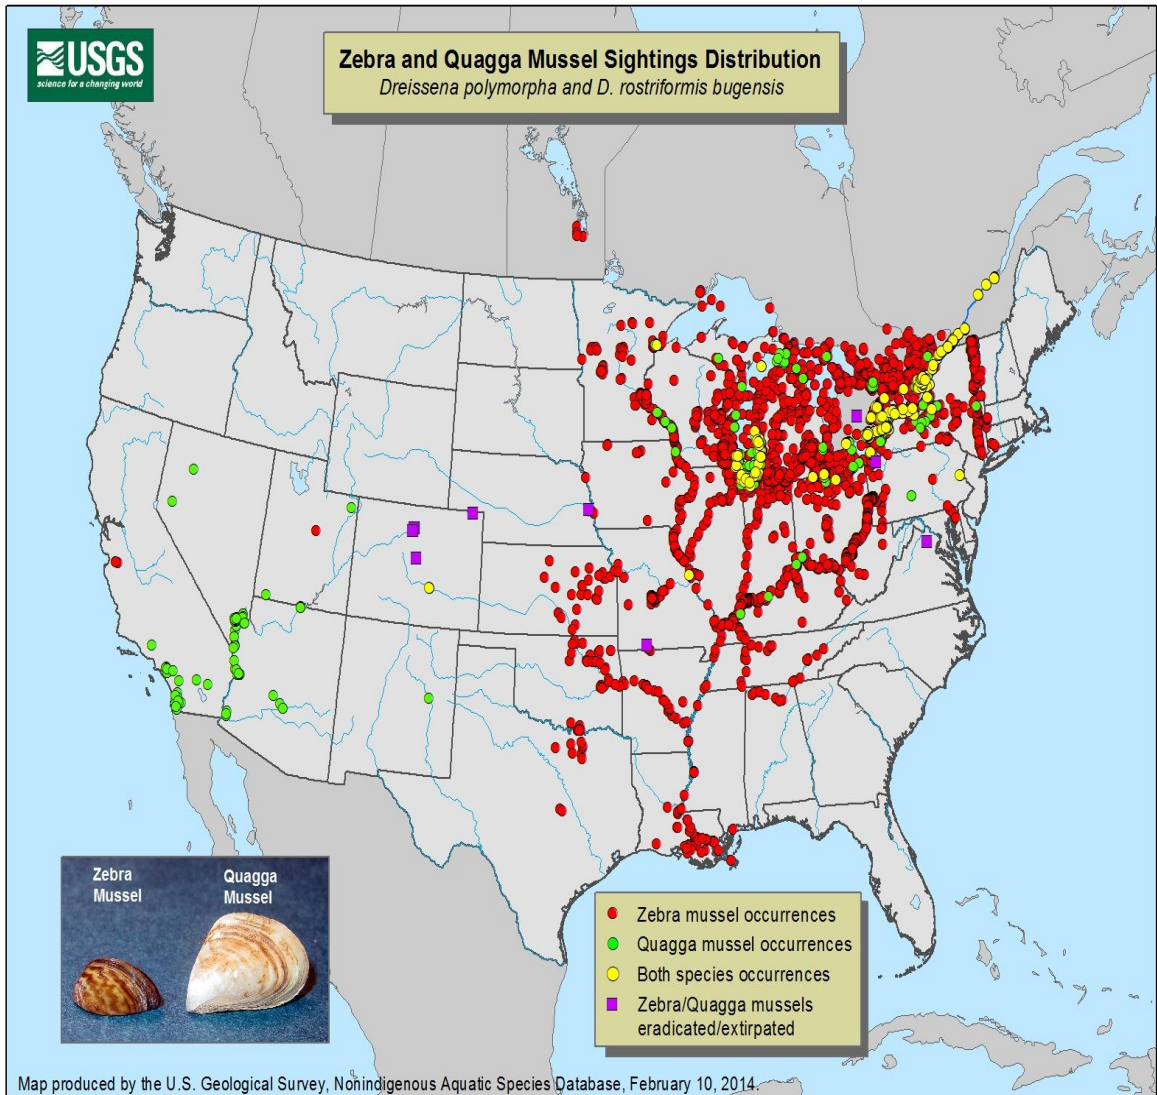 USGS
science for a changing world
Zebra and Quagga Mussel Sightings Distribution
Dreissena polymorpha and D. rostriformis bugensis
Zebra
Mussel
Quagga
Mussel
Zebra mussel occurrences
Quagga mussel occurrences
Both species occurrences
Zebra/Quagga mussels
eradicated/extirpated
Map produced by the U.S. Geological Survey, Nonindigenous Aquatic Species Database, February 10, 2014.